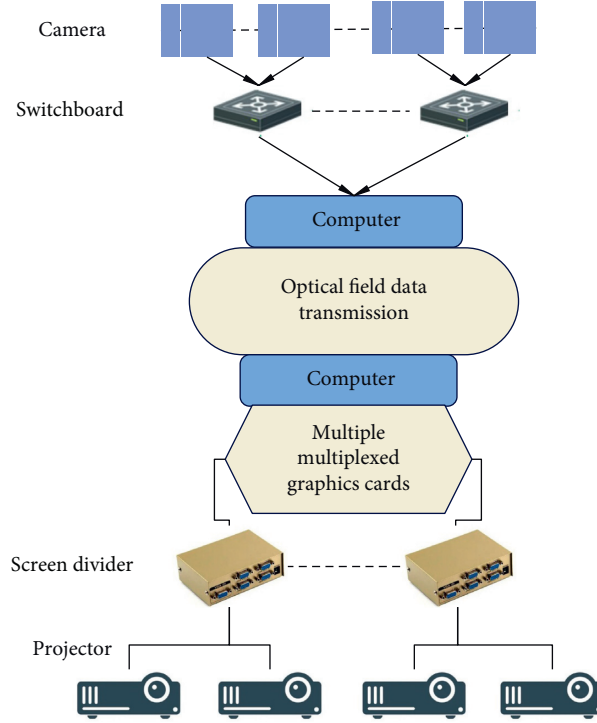 Camera
Switchboard
Computer
Optical field data
transmission
Computer
Multiple
multiplexed
graphics cards
Screen divider
Projector